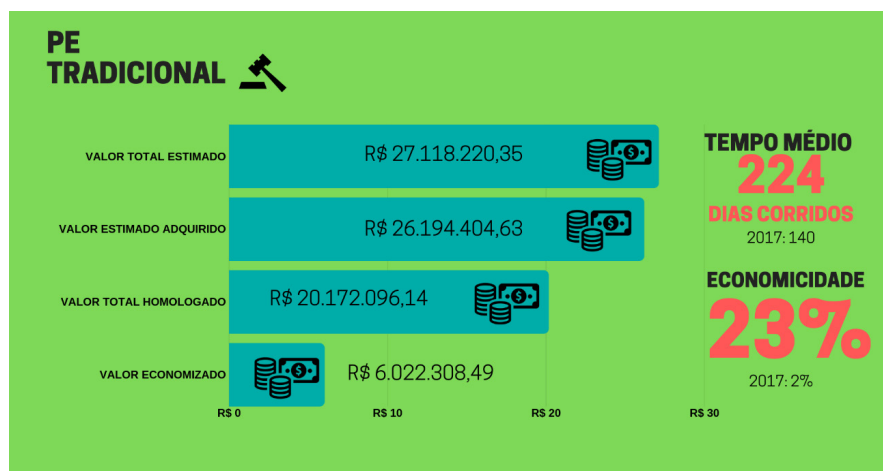 PE
TRADICIONAL
VALOR TOTAL ESTIMADO
R$ 27.118.220,35
VALOR ESTIMADO ADQUIRIDO
R$ 26.194.404,63
VALOR TOTAL HOMOLOGADO
R$ 20.172.096,14
VALOR ECONOMIZADO
R$ 6.022.308,49
R$ 0
R$ 10
R$ 20
R$ 30
TEMPO MÉDIO
224
DIAS CORRIDOS
2017: 140
ECONOMICIDADE
23%
2017: 2%